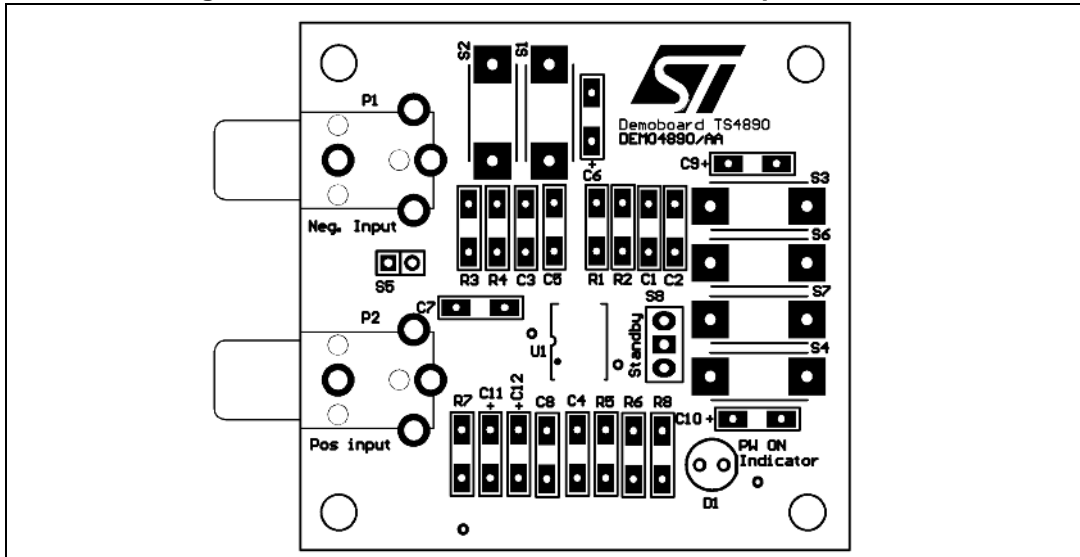 S2
S1
ST
P1
Demoboard TS4890
DEMO4890/AA
C9+
+
C6
S3
Neg. Input
S6
R3 R4 C3 C5 R1 R2 C1 C2
S5
S7
S8
C7
P2
Standby
U1
S4
R7 C11 + C12 + C8 C4 R5 R6 R8
C10+
Pos input
PW ON
Indicator
D1